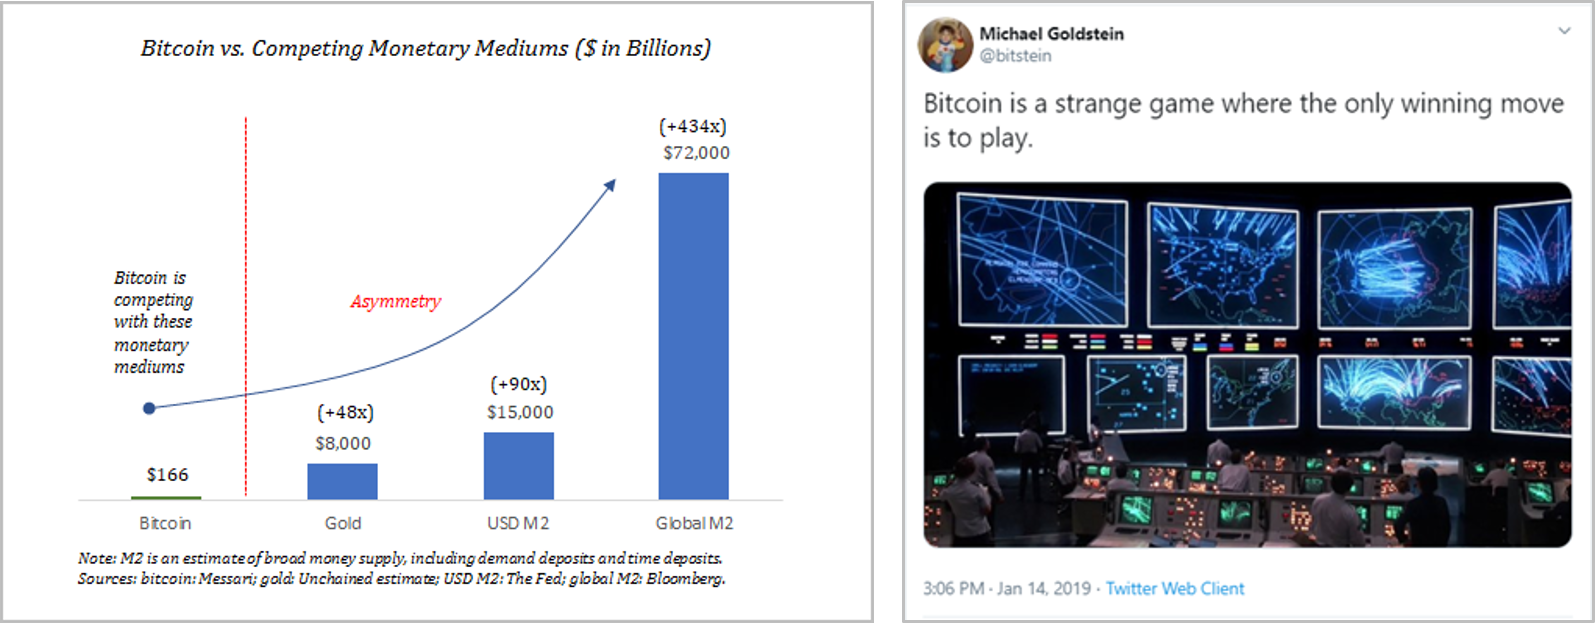 Bitcoin vs. Competing Monetary Mediums ($ in Billions)
(+434x)
$72,000
Bitcoin is
competing
with these
monetary
mediums
Asymmetry
(+90x)
$15,000
(+48x)
$8,000
$166
Bitcoin
Gold
USD M2
Global M2
Note: M2 is an estimate of broad money supply, including demand deposits and time deposits.
Sources: bitcoin: Messari; gold: Unchained estimate; USD M2: The Fed; global M2: Bloomberg.
Michael Goldstein
@bitstein
Bitcoin is a strange game where the only winning move
is to play.
3:06 PM · Jan 14, 2019 · Twitter Web Client